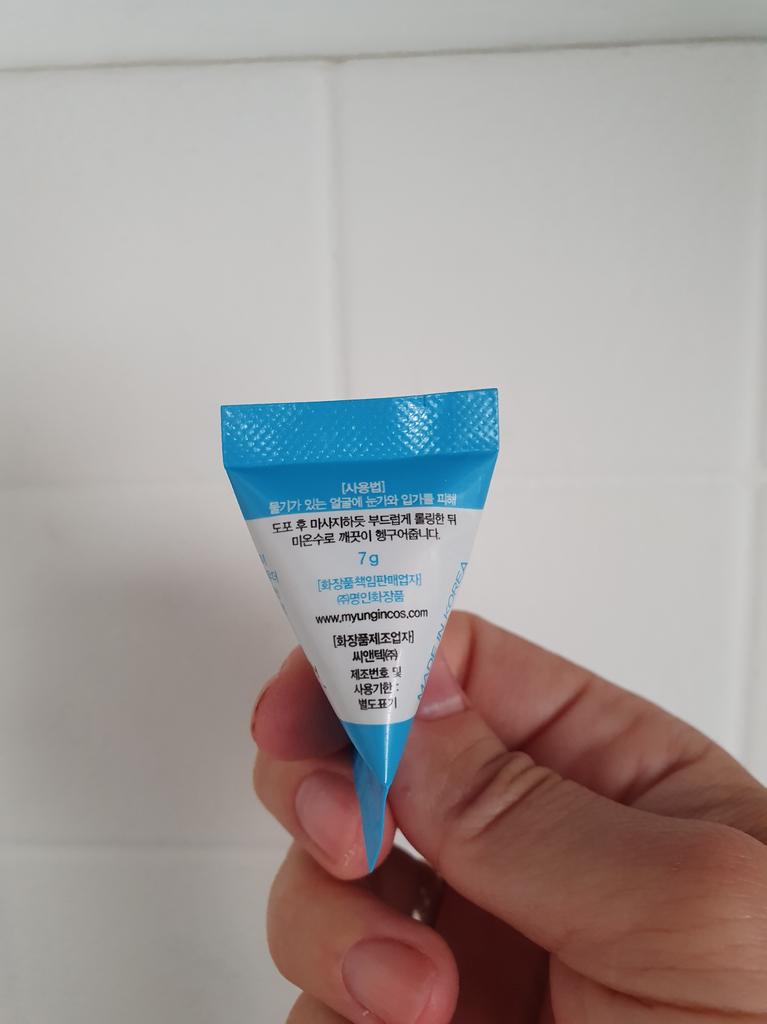 [사용법]
물기가 있는 얼굴에 눈가와 입가를 피해
도포 후 마사지하듯 부드럽게 롤링한 뒤
미온수로 깨끗이 헹구어줍니다.
7g
[화장품책임판매업자]
㈜명인화장품
www.myungincos.com
[화장품제조업자]
씨앤텍㈜
제조번호 및
사용기한 :
별도표기
MADE IN KOREA